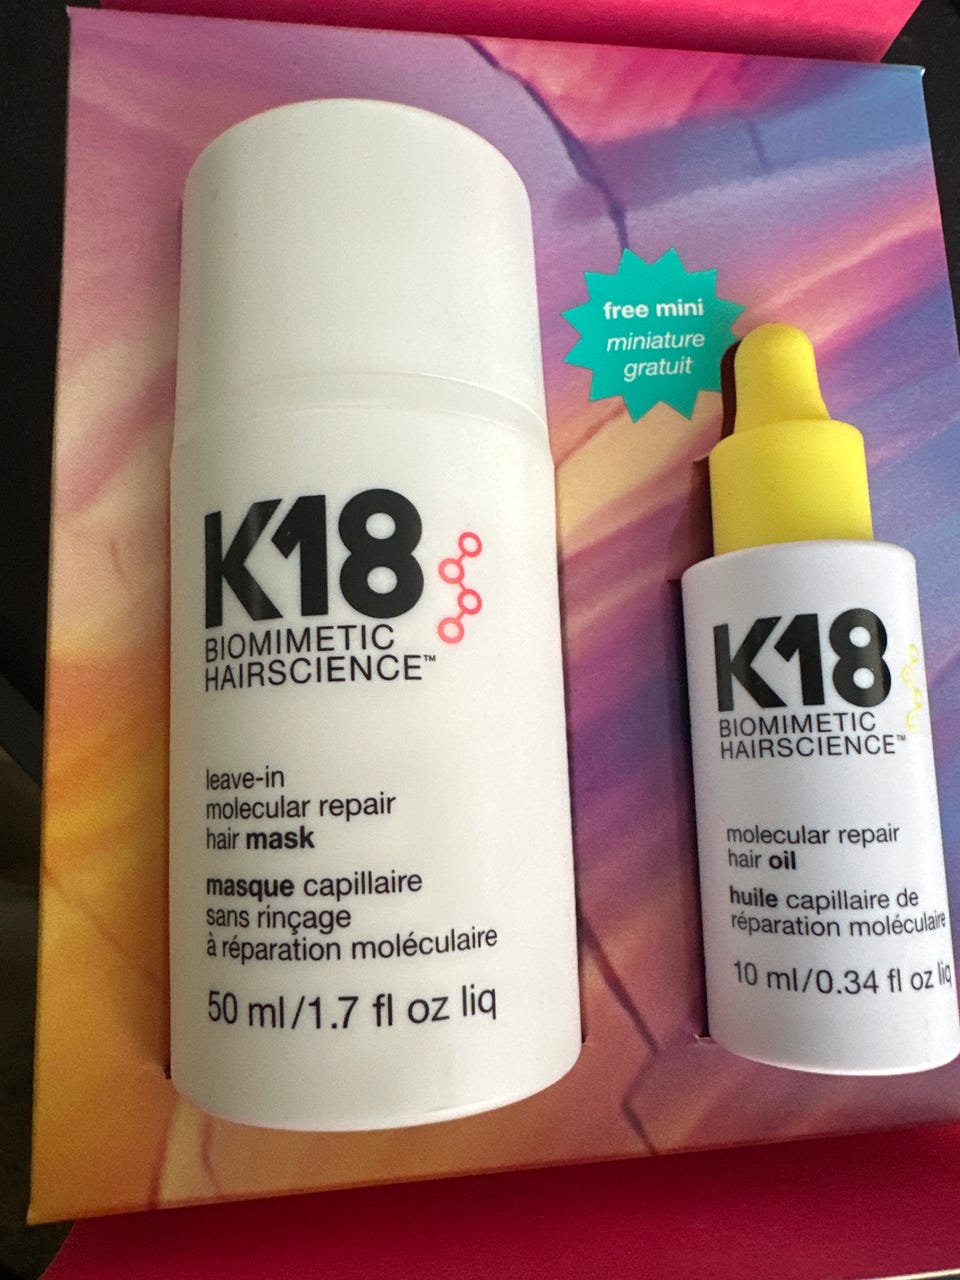 free mini
miniature
gratuit
K18
BIOMIMETIC
HAIRSCIENCE™
leave-in
molecular repair
hair mask
masque capillaire
sans rinçage
à réparation moléculaire
50 ml/1.7 fl oz liq
K18
BIOMIMETIC
HAIRSCIENCE™
molecular repair
hair oil
huile capillaire de
réparation moléculaire
10 ml/0.34 fl oz liq